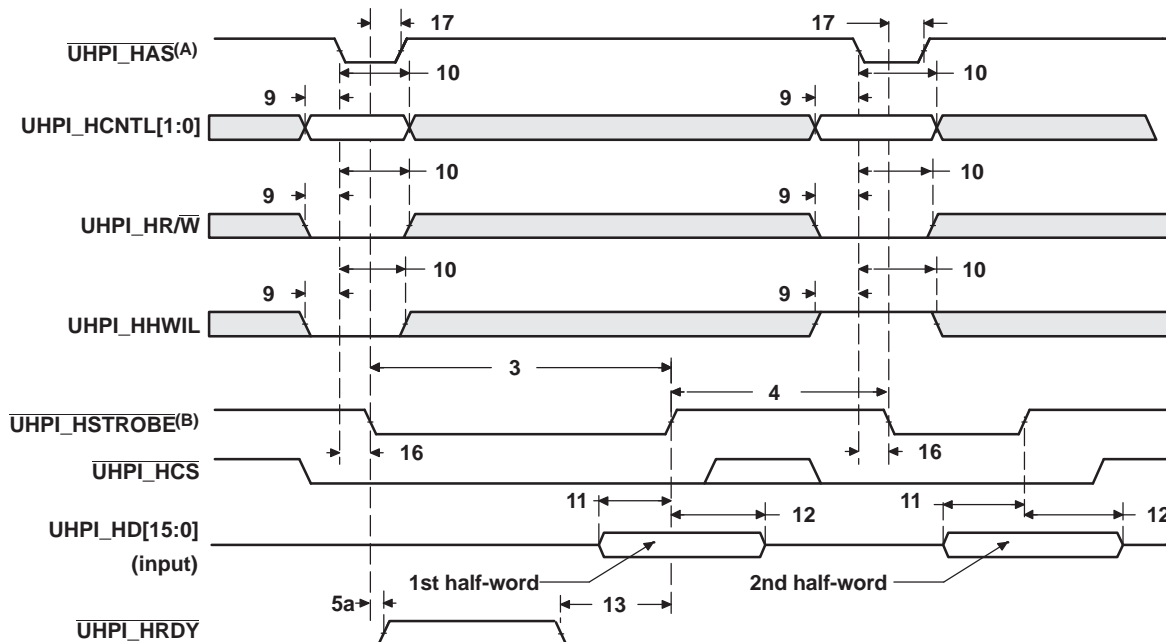 17 17
UHPI_HAS(A)
10 10
9 9
UHPI_HCNTL[1:0]
10 10
9 9
UHPI_HR/W
10 10
9 9
UHPI_HHWIL
3
4
UHPI_HSTROBE(B)
16 16
UHPI_HCS
11 11
12 12
UHPI_HD[15:0]
(input)
1st half-word 2nd half-word
5a 13
UHPI_HRDY